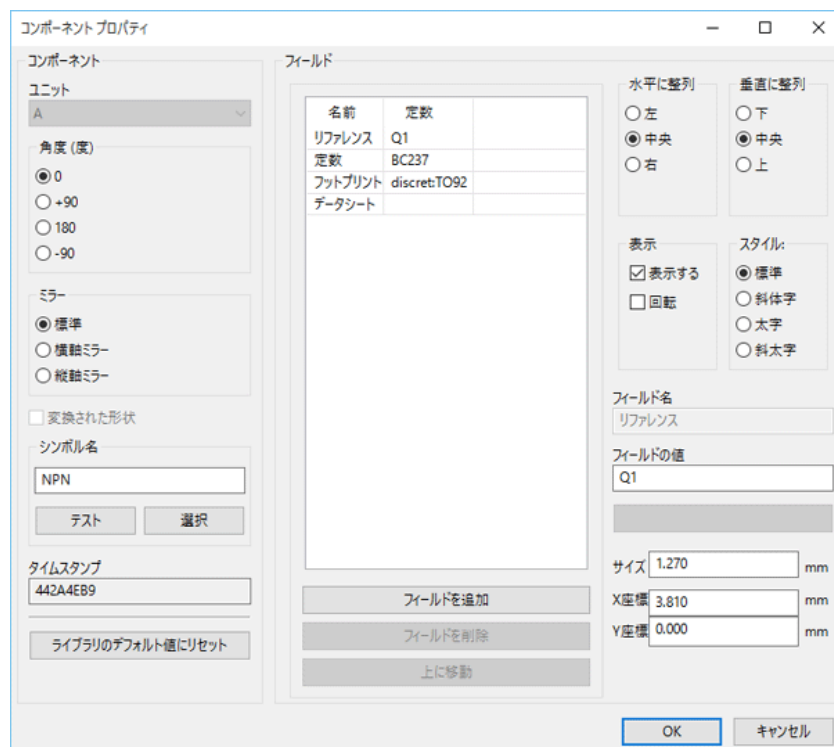 コンポーネント プロパティ
コンポーネント
ユニット
A
角度 (度)
0
+90
180
-90
ミラー
標準
横軸ミラー
縦軸ミラー
変換された形状
シンボル名
NPN
テスト
選択
タイムスタンプ
442A4EB9
ライブラリのデフォルト値にリセット
フィールド
名前 定数
リファレンス Q1
定数 BC237
フットプリント discret:TO92
データシート
フィールドを追加
フィールドを削除
上に移動
水平に整列
左
中央
右
垂直に整列
下
中央
上
表示
表示する
回転
スタイル:
標準
斜体字
太字
斜太字
フィールド名
リファレンス
フィールドの値
Q1
サイズ 1.270 mm
X座標 3.810 mm
Y座標 0.000 mm
OK
キャンセル